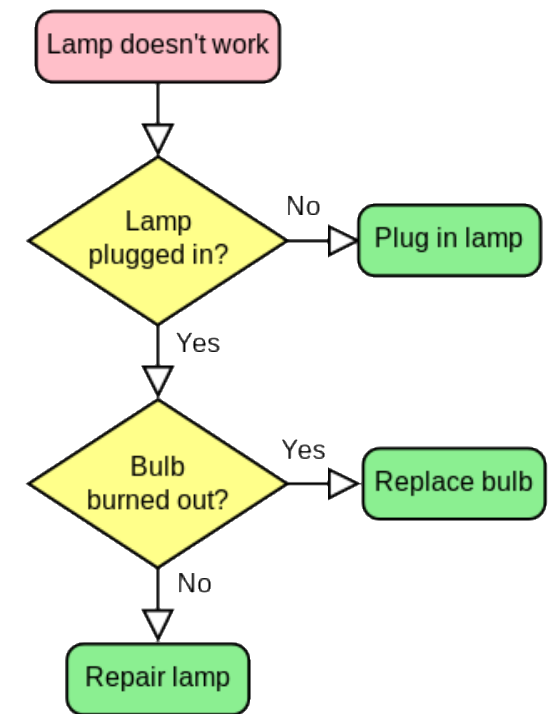 Lamp doesn't work
Lamp
plugged in?
No
Plug in lamp
Yes
Bulb
burned out?
Yes
Replace bulb
No
Repair lamp